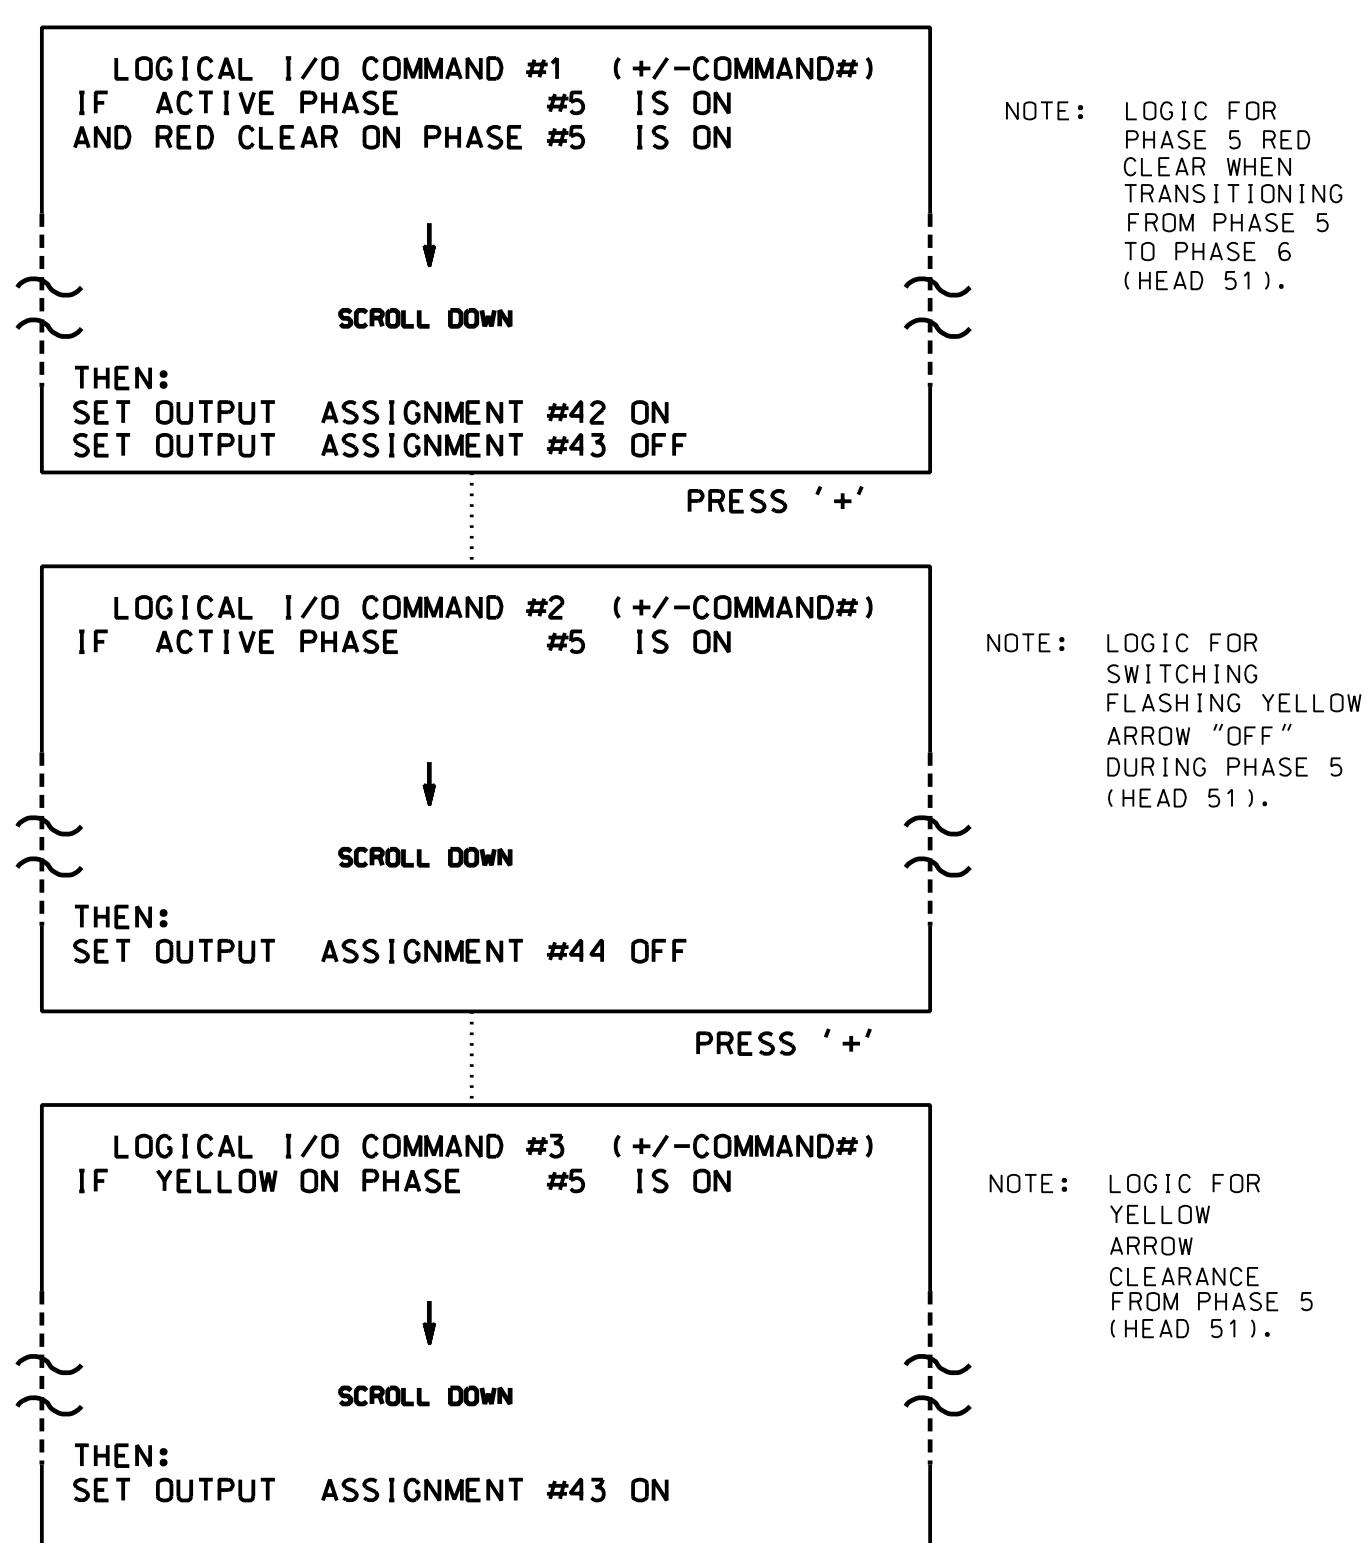 LOGICAL I/O COMMAND #1 (+/-COMMAND#)
IF ACTIVE PHASE #5 IS ON
AND RED CLEAR ON PHASE #5 IS ON
SCROLL DOWN
THEN:
SET OUTPUT ASSIGNMENT #42 ON
SET OUTPUT ASSIGNMENT #43 OFF
NOTE: LOGIC FOR
PHASE 5 RED
CLEAR WHEN
TRANSITIONING
FROM PHASE 5
TO PHASE 6
(HEAD 51).
PRESS '+'
LOGICAL I/O COMMAND #2 (+/-COMMAND#)
IF ACTIVE PHASE #5 IS ON
SCROLL DOWN
THEN:
SET OUTPUT ASSIGNMENT #44 OFF
NOTE: LOGIC FOR
SWITCHING
FLASHING YELLOW
ARROW "OFF"
DURING PHASE 5
(HEAD 51).
PRESS '+'
LOGICAL I/O COMMAND #3 (+/-COMMAND#)
IF YELLOW ON PHASE #5 IS ON
SCROLL DOWN
THEN:
SET OUTPUT ASSIGNMENT #43 ON
NOTE: LOGIC FOR
YELLOW
ARROW
CLEARANCE
FROM PHASE 5
(HEAD 51).